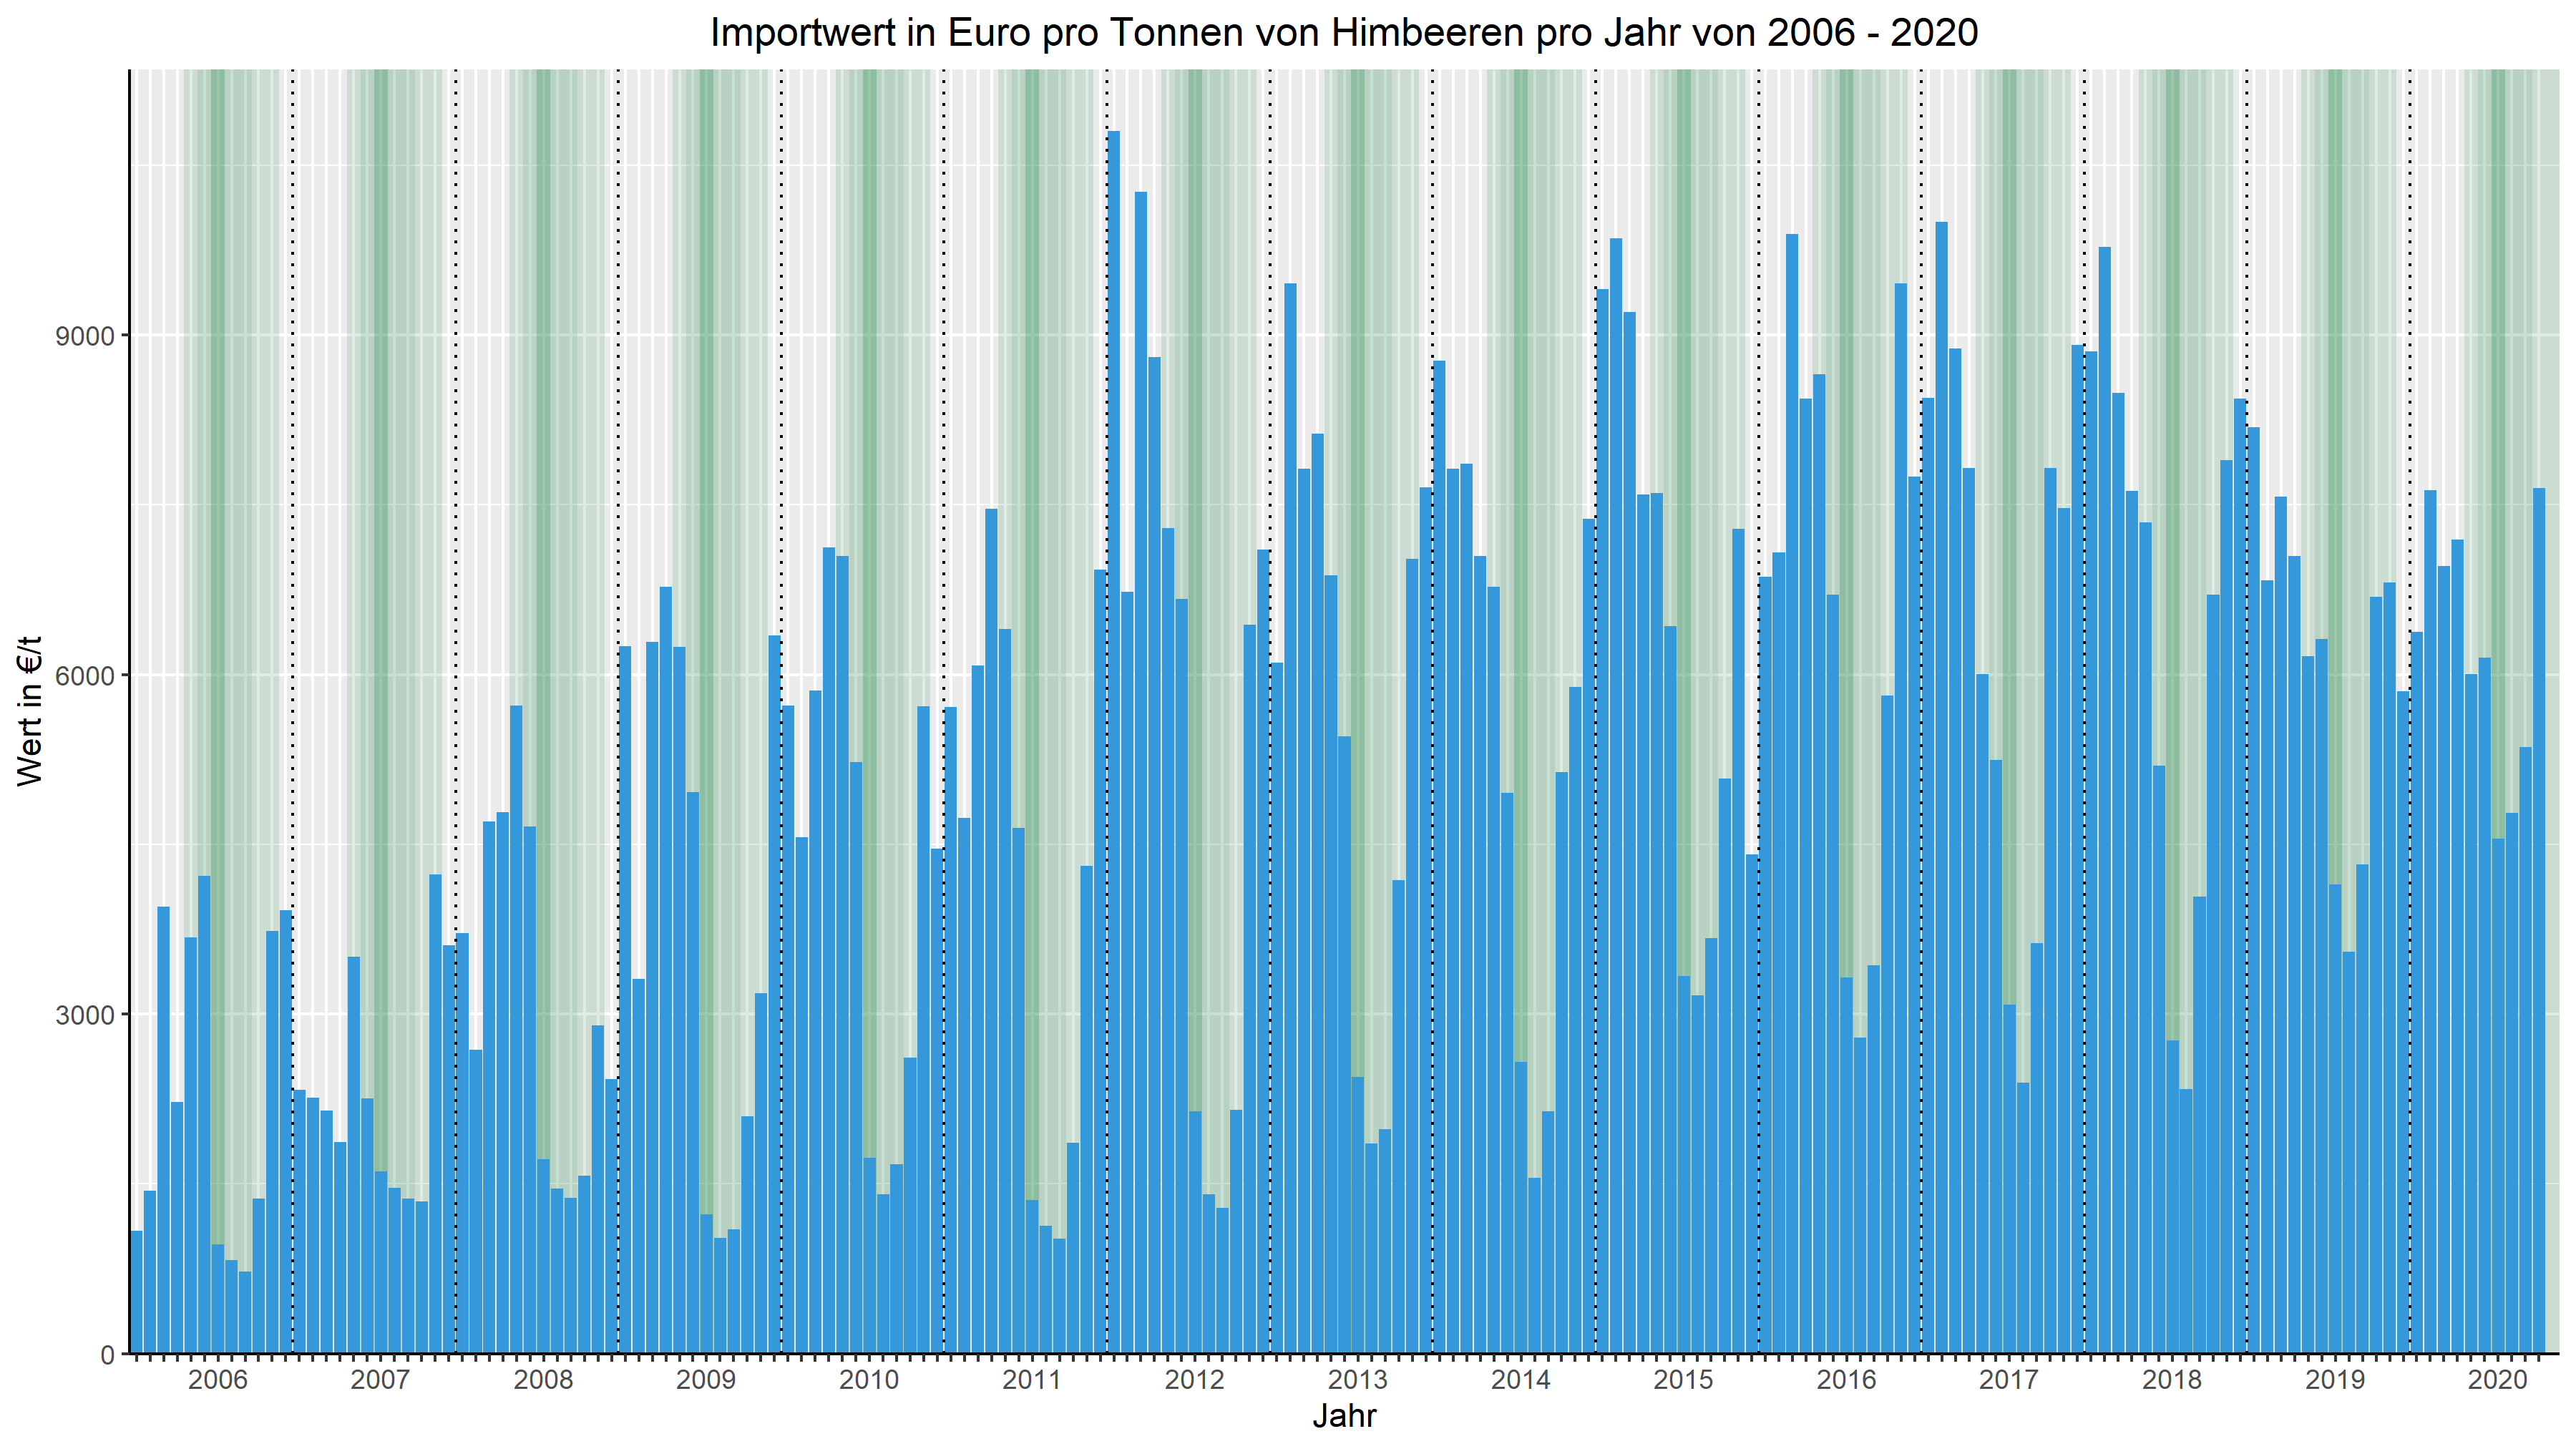 Importwert in Euro pro Tonnen von Himbeeren pro Jahr von 2006 - 2020
Wert in €/t
9000
6000
3000
0
2006 2007 2008 2009 2010 2011 2012 2013 2014 2015 2016 2017 2018 2019 2020
Jahr